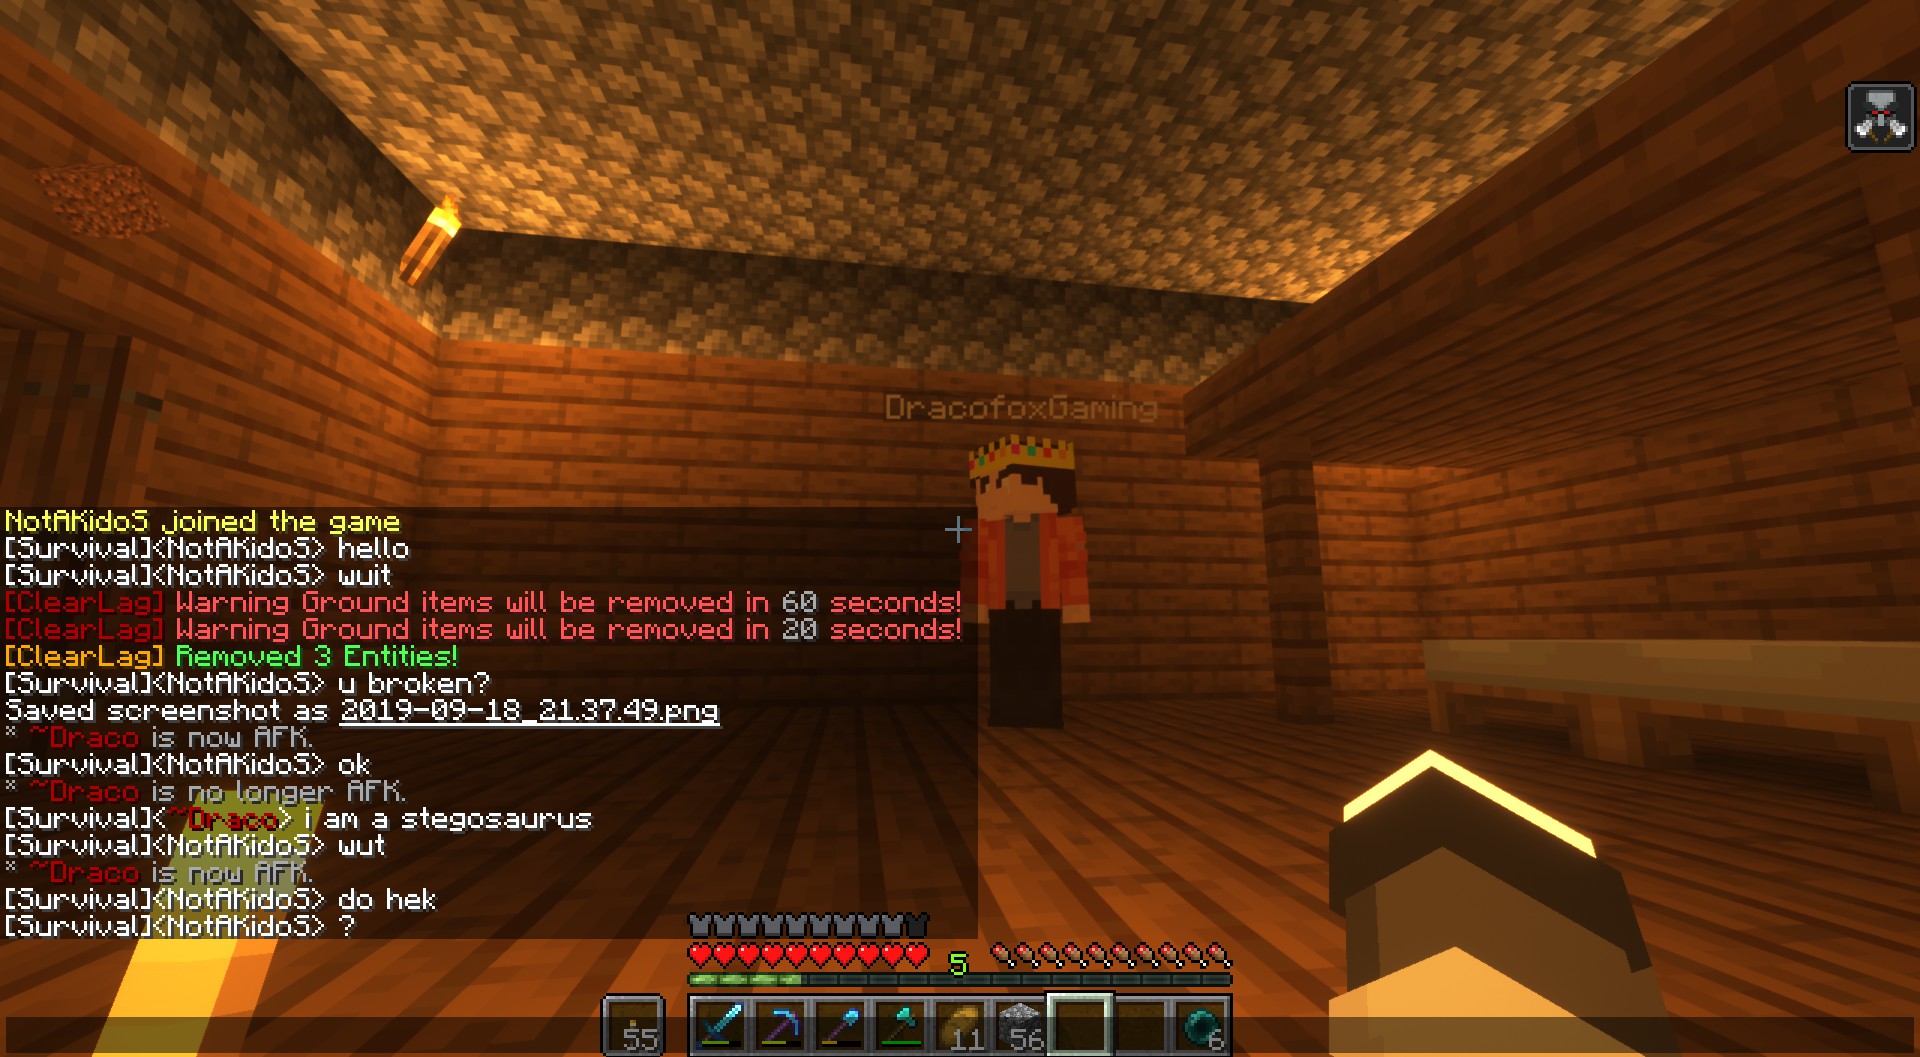 DracofoxGaming
NotAKidoS joined the game
[Survival]<NotAKidoS> hello
[Survival]<NotAKidoS> wuit
[ClearLag] Warning Ground items will be removed in 60 seconds!
[ClearLag] Warning Ground items will be removed in 20 seconds!
[ClearLag] Removed 3 Entities!
[Survival]<NotAKidoS> u broken?
Saved screenshot as 2019-09-18_21.37.49.png
* ~Draco is now AFK.
[Survival]<NotAKidoS> ok
* ~Draco is no longer AFK.
[Survival]<~Draco> i am a stegosaurus
[Survival]<NotAKidoS> wut
* ~Draco is now AFK.
[Survival]<NotAKidoS> do hek
[Survival]<NotAKidoS> ?
5
55 11 56 6